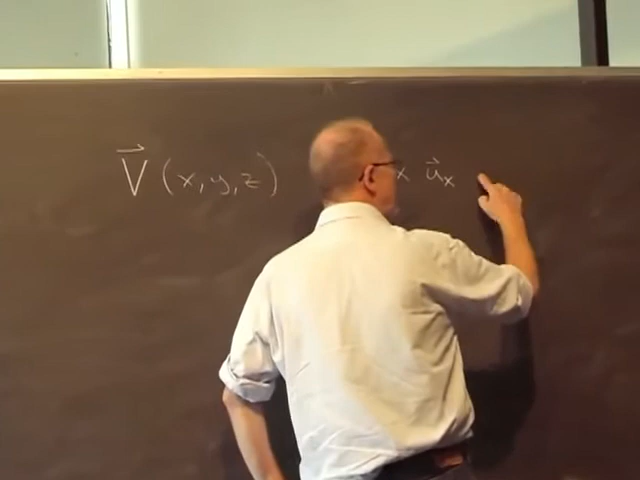 V⃗ (x,y,z) x u⃗ₓ